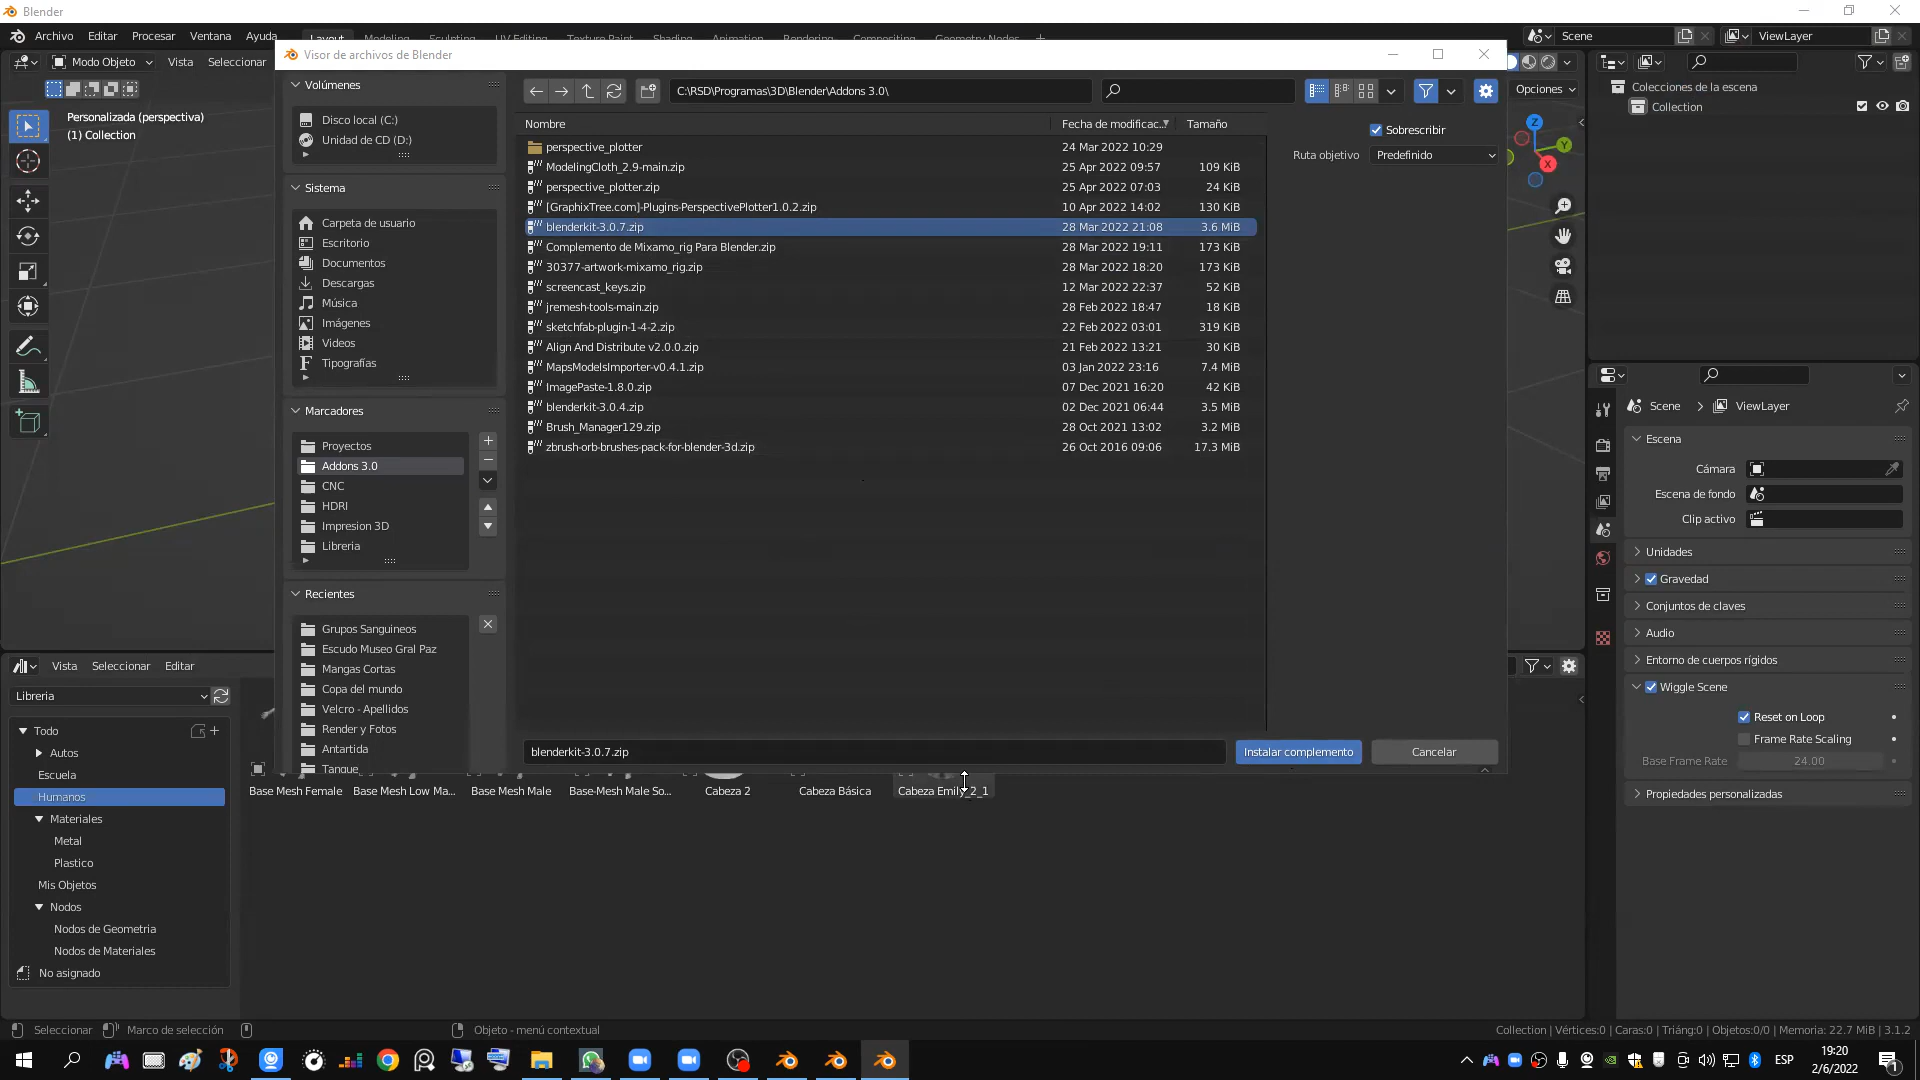 Blender
Archivo Editar Procesar Ventana Ayuda
Layout Modeling Sculpting UV Editing Texture Paint Shading Animation Rendering Compositing Geometry Nodes
Scene
ViewLayer
Visor de archivos de Blender
Modo Objeto Vista Seleccionar
Opciones
Personalizada (perspectiva)
(1) Collection
Volúmenes
Disco local (C:)
Unidad de CD (D:)
Sistema
Carpeta de usuario
Escritorio
Documentos
Descargas
Música
Imágenes
Videos
Tipografías
Marcadores
Proyectos
Addons 3.0
CNC
HDRI
Impresion 3D
Libreria
Recientes
Grupos Sanguineos
Escudo Museo Gral Paz
Mangas Cortas
Copa del mundo
Velcro - Apellidos
Render y Fotos
Antartida
Tanque
C:\RSD\Programas\3D\Blender\Addons 3.0\
Nombre Fecha de modificac... Tamaño
perspective_plotter 24 Mar 2022 10:29
ModelingCloth_2.9-main.zip 25 Apr 2022 09:57 109 KiB
perspective_plotter.zip 25 Apr 2022 07:03 24 KiB
[GraphixTree.com]-Plugins-PerspectivePlotter1.0.2.zip 10 Apr 2022 14:02 130 KiB
blenderkit-3.0.7.zip 28 Mar 2022 21:08 3.6 MiB
Complemento de Mixamo_rig Para Blender.zip 28 Mar 2022 19:11 173 KiB
30377-artwork-mixamo_rig.zip 28 Mar 2022 18:20 173 KiB
screencast_keys.zip 12 Mar 2022 22:37 52 KiB
jremesh-tools-main.zip 28 Feb 2022 18:47 18 KiB
sketchfab-plugin-1-4-2.zip 22 Feb 2022 03:01 319 KiB
Align And Distribute v2.0.0.zip 21 Feb 2022 13:21 30 KiB
MapsModelsImporter-v0.4.1.zip 03 Jan 2022 23:16 7.4 MiB
ImagePaste-1.8.0.zip 07 Dec 2021 16:20 42 KiB
blenderkit-3.0.4.zip 02 Dec 2021 06:44 3.5 MiB
Brush_Manager129.zip 28 Oct 2021 13:02 3.2 MiB
zbrush-orb-brushes-pack-for-blender-3d.zip 26 Oct 2016 09:06 17.3 MiB
Sobrescribir
Ruta objetivo Predefinido
blenderkit-3.0.7.zip
Instalar complemento
Cancelar
Colecciones de la escena
Collection
Z
Y
X
Scene ViewLayer
Escena
Cámara
Escena de fondo
Clip activo
Unidades
Gravedad
Conjuntos de claves
Audio
Entorno de cuerpos rígidos
Wiggle Scene
Reset on Loop
Frame Rate Scaling
Base Frame Rate 24.00
Propiedades personalizadas
Vista Seleccionar Editar
Libreria
Todo
Autos
Escuela
Humanos
Materiales
Metal
Plastico
Mis Objetos
Nodos
Nodos de Geometria
Nodos de Materiales
No asignado
Base Mesh Female Base Mesh Low Ma... Base Mesh Male Base-Mesh Male So... Cabeza 2 Cabeza Básica Cabeza Emily_2_1
Seleccionar Marco de selección Objeto - menú contextual
Collection | Vértices:0 | Caras:0 | Triáng:0 | Objetos:0/0 | Memoria: 22.7 MiB | 3.1.2
ESP
19:20
2/6/2022
1